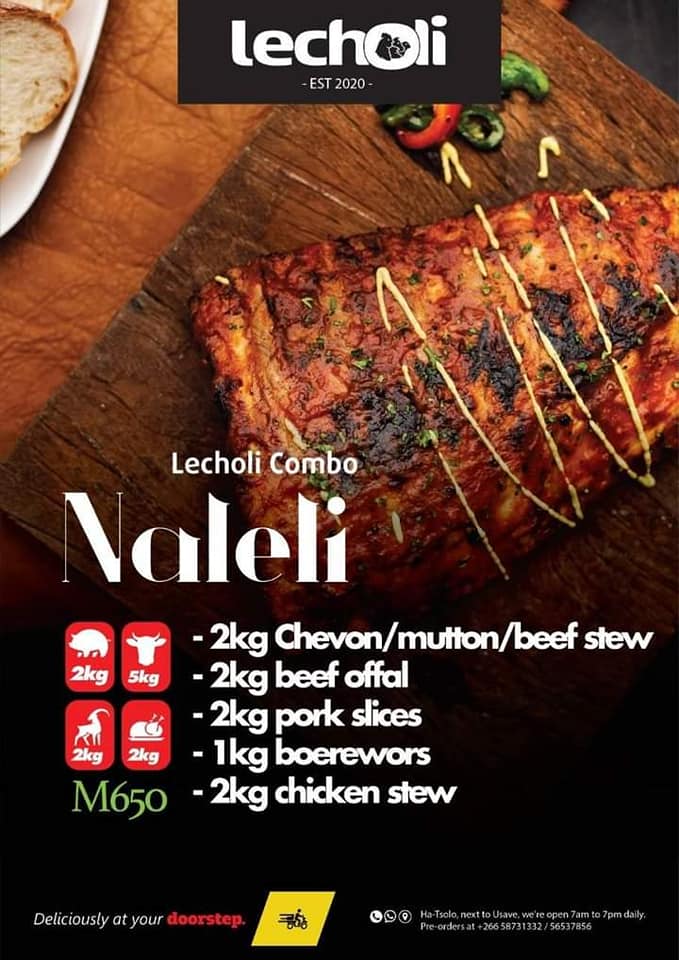 Lecholi
- EST 2020 -
Lecholi Combo
Naleli
2kg
5kg
2kg
2kg
M650
- 2kg Chevon/mutton/beef stew
- 2kg beef offal
- 2kg pork slices
- 1kg boerewors
- 2kg chicken stew
Deliciously at your doorstep.
Ha-Tsolo, next to Usave, we're open 7am to 7pm daily.
Pre-orders at +266 58731332 / 56537856